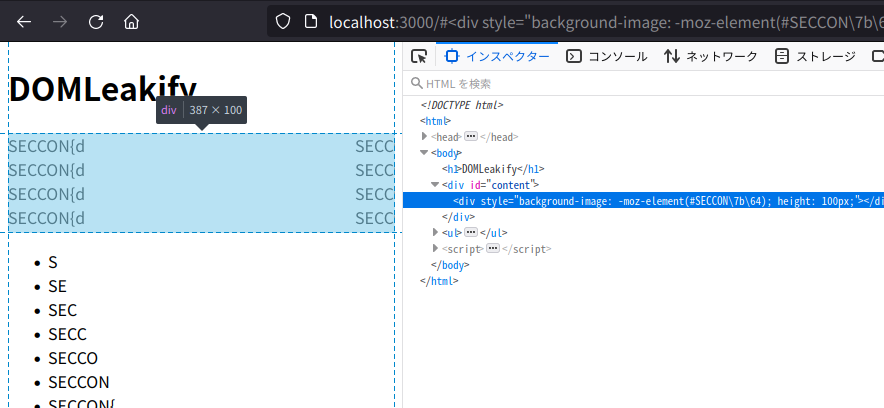 localhost:3000/#<div style="background-image: -moz-element(#SECCON\7b\6
DOMLeakify
div 387 × 100
SECCON{d SECC
SECCON{d SECC
SECCON{d SECC
SECCON{d SECC
S
SE
SEC
SECC
SECCO
SECCON
SECCON{
インスペクター コンソール ネットワーク ストレージ
HTML を検索
<!DOCTYPE html>
<html>
<head> ••• </head>
<body>
<h1>DOMLeakify</h1>
<div id="content">
<div style="background-image: -moz-element(#SECCON\7b\64); height: 100px;"></di
</div>
<ul> ••• </ul>
<script> ••• </script>
</body>
</html>